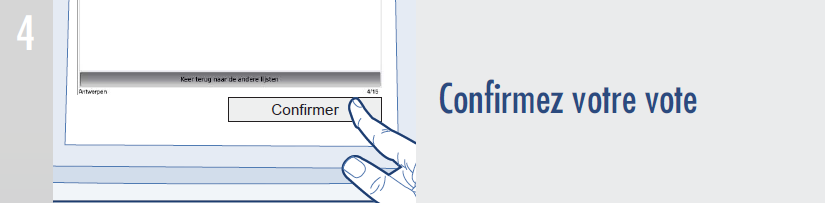 4
Keer terug naar de andere lijsten
Antwerpen 4/15
Confirmer
Confirmez votre vote